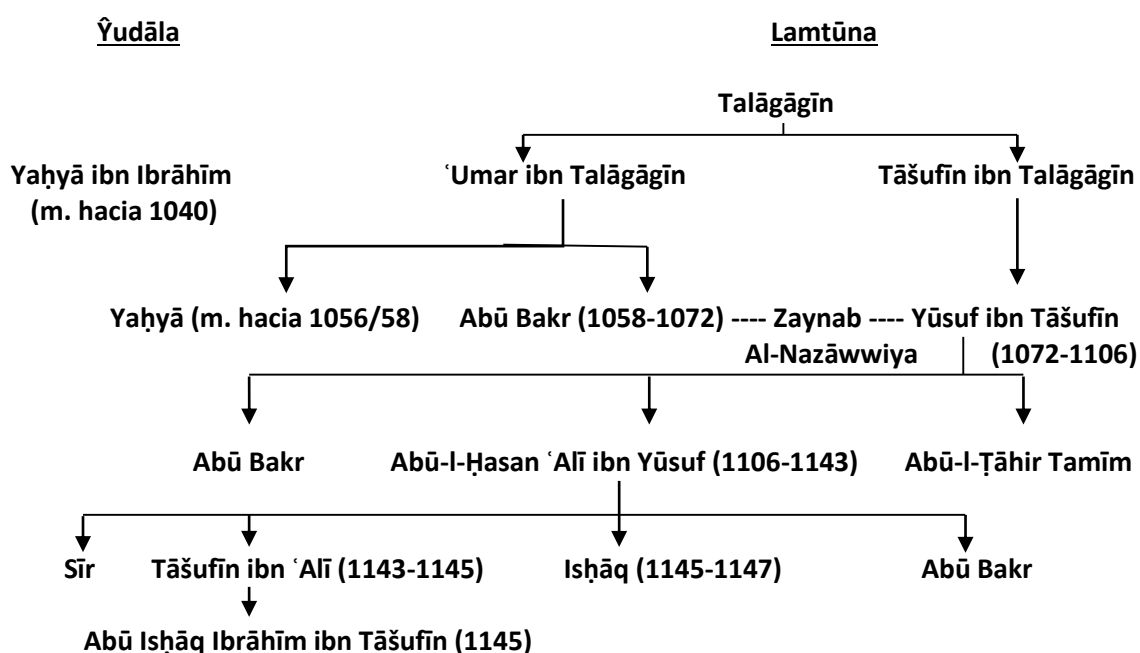 Ŷudāla
Lamtūna
Talāgāgīn
Yaḥyā ibn Ibrāhīm
(m. hacia 1040)
ʿUmar ibn Talāgāgīn
Tāšufīn ibn Talāgāgīn
Yaḥyā (m. hacia 1056/58)
Abū Bakr (1058-1072) ---- Zaynab ---- Yūsuf ibn Tāšufīn
Al-Nazāwwiya
(1072-1106)
Abū Bakr
Abū-l-Ḥasan ʿAlī ibn Yūsuf (1106-1143)
Abū-l-Ṭāhir Tamīm
Sīr
Tāšufīn ibn ʿAlī (1143-1145)
Isḥāq (1145-1147)
Abū Bakr
Abū Isḥāq Ibrāhīm ibn Tāšufīn (1145)